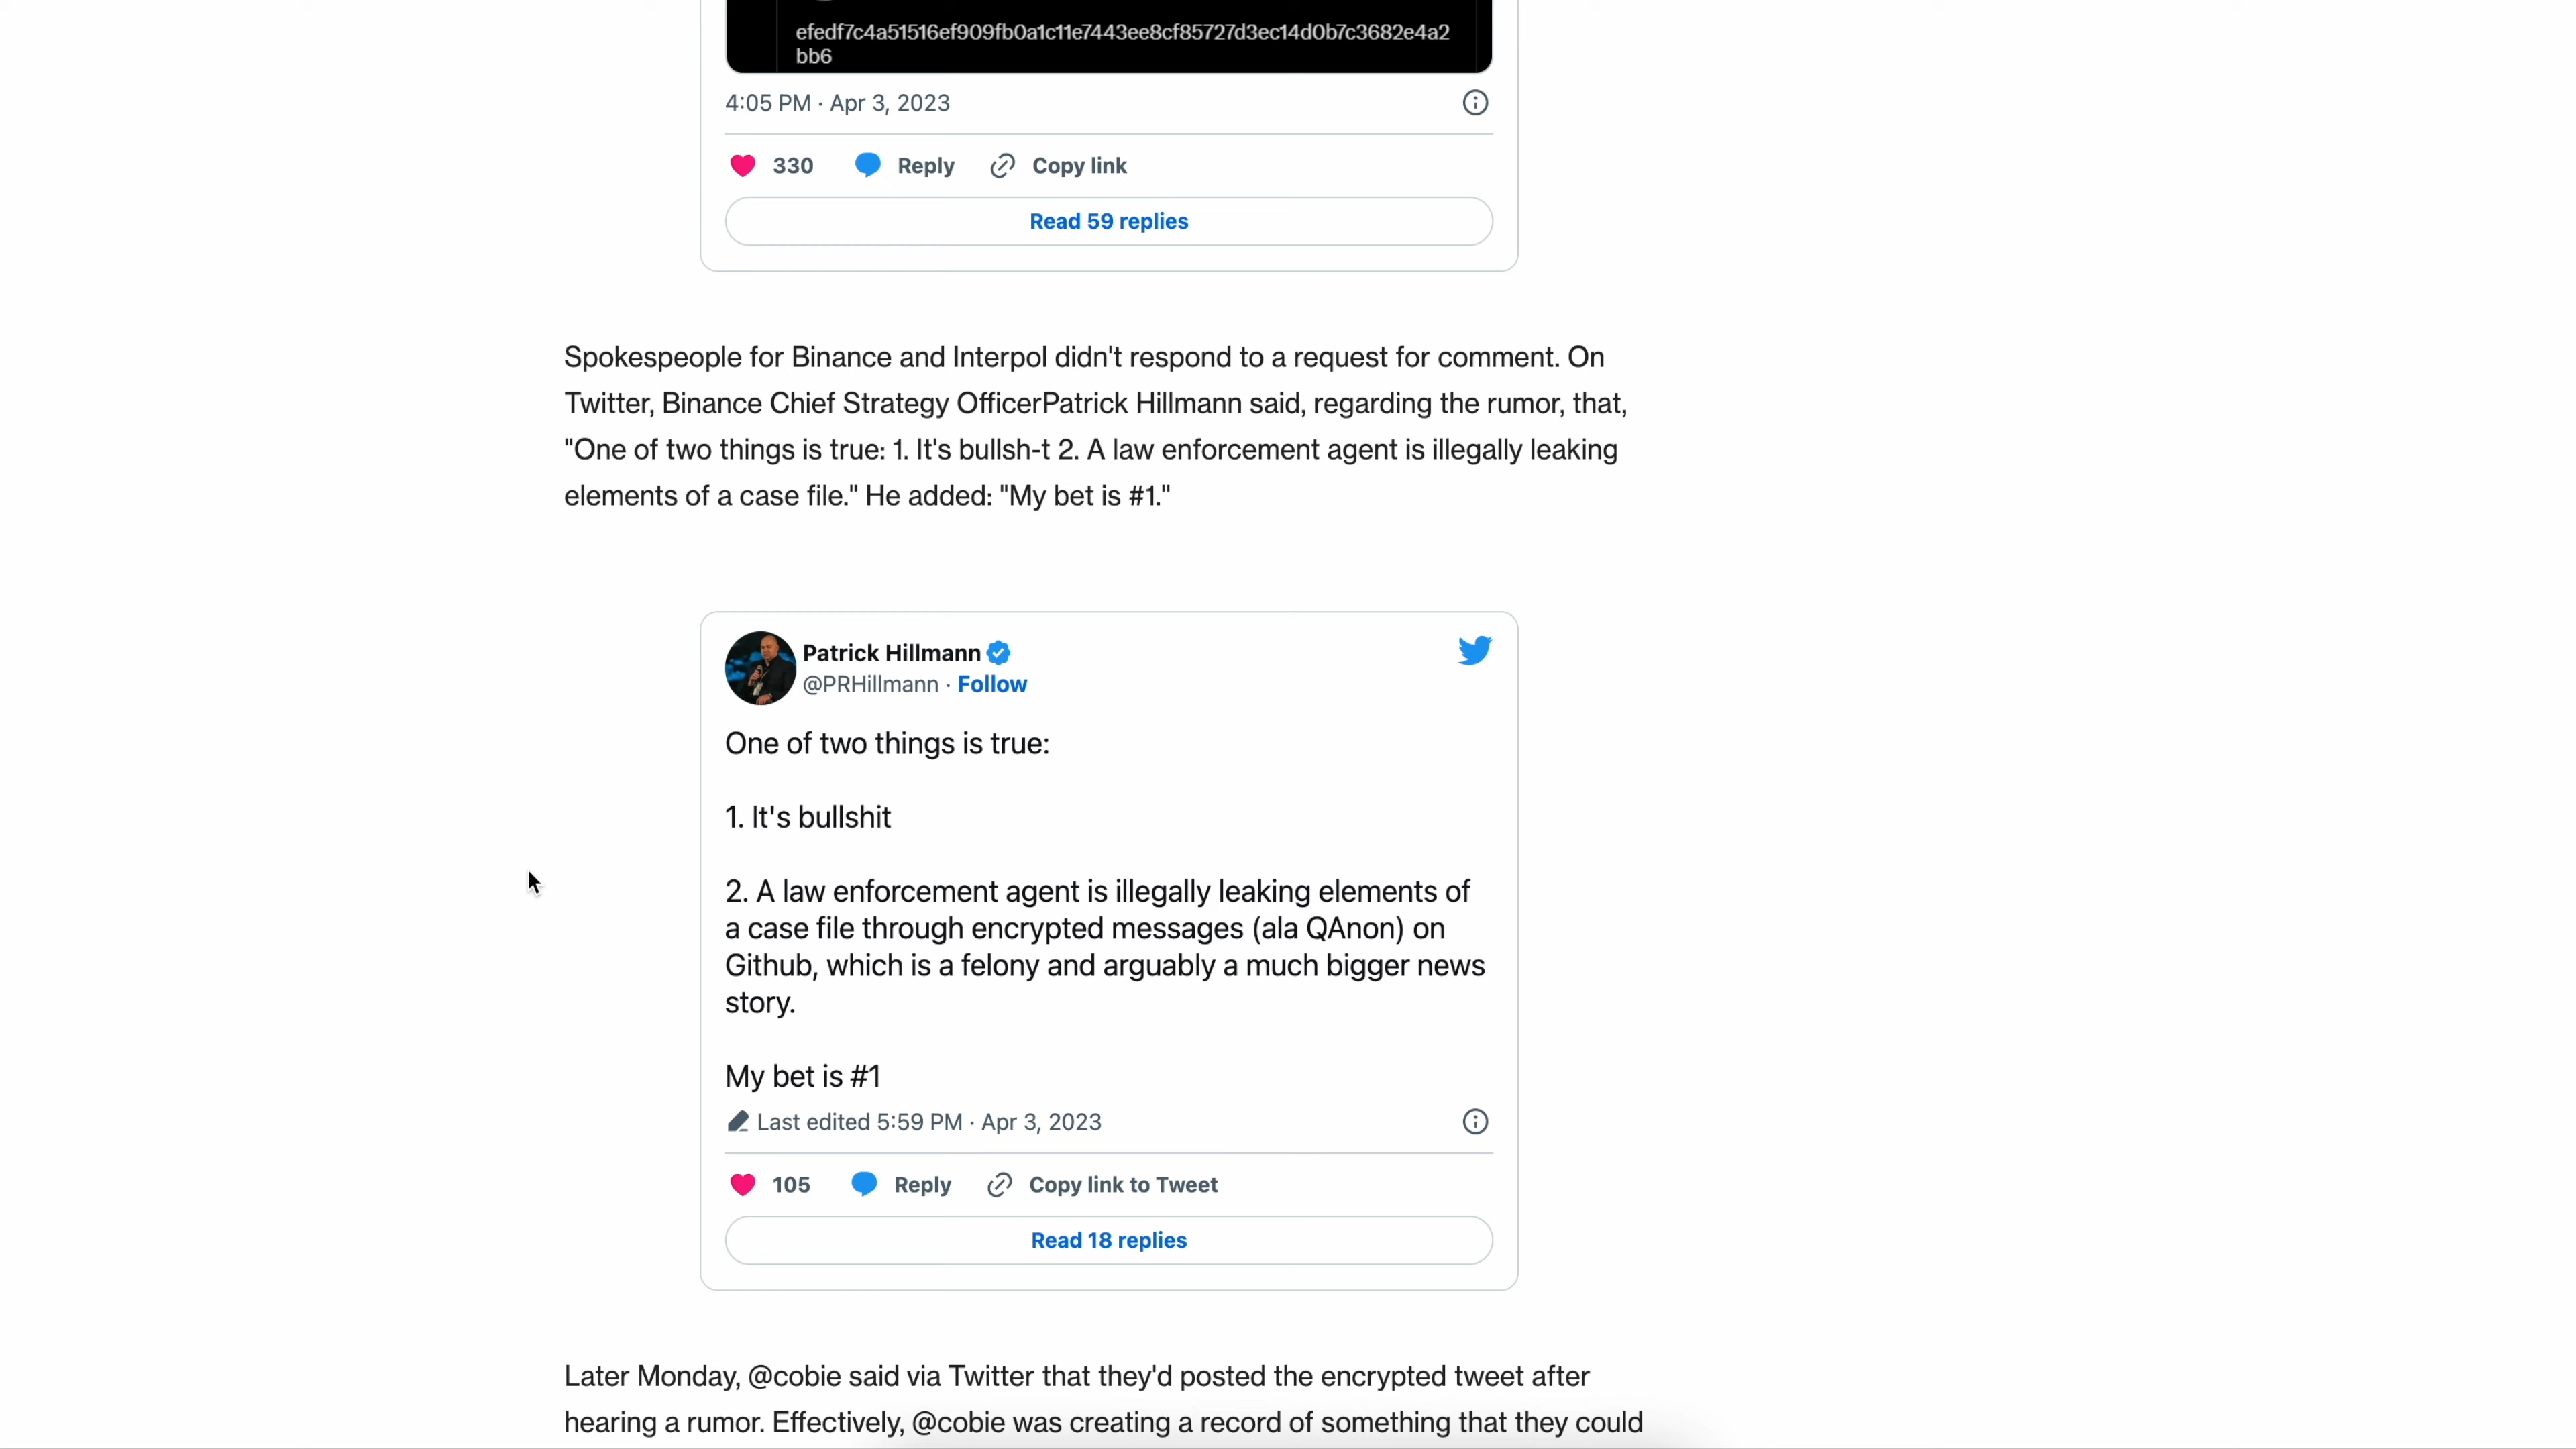 efedf7c4a51516ef909fb0a1c11e7443ee8cf85727d3ec14d0b7c3682e4a2
bb6
4:05 PM · Apr 3, 2023
330 Reply Copy link
Read 59 replies
Spokespeople for Binance and Interpol didn't respond to a request for comment. On
Twitter, Binance Chief Strategy OfficerPatrick Hillmann said, regarding the rumor, that,
"One of two things is true: 1. It's bullsh-t 2. A law enforcement agent is illegally leaking
elements of a case file." He added: "My bet is #1."
Patrick Hillmann
@PRHillmann · Follow
One of two things is true:
1. It's bullshit
2. A law enforcement agent is illegally leaking elements of
a case file through encrypted messages (ala QAnon) on
Github, which is a felony and arguably a much bigger news
story.
My bet is #1
Last edited 5:59 PM · Apr 3, 2023
105 Reply Copy link to Tweet
Read 18 replies
Later Monday, @cobie said via Twitter that they'd posted the encrypted tweet after
hearing a rumor. Effectively, @cobie was creating a record of something that they could